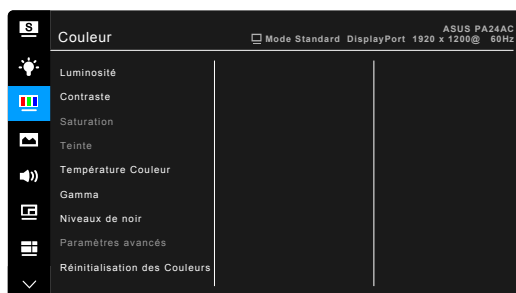 S
Couleur
ASUS PA24AC
Mode Standard DisplayPort 1920 x 1200@ 60Hz
Luminosité
Contraste
Saturation
Teinte
Température Couleur
Gamma
Niveaux de noir
Paramètres avancés
Réinitialisation des Couleurs